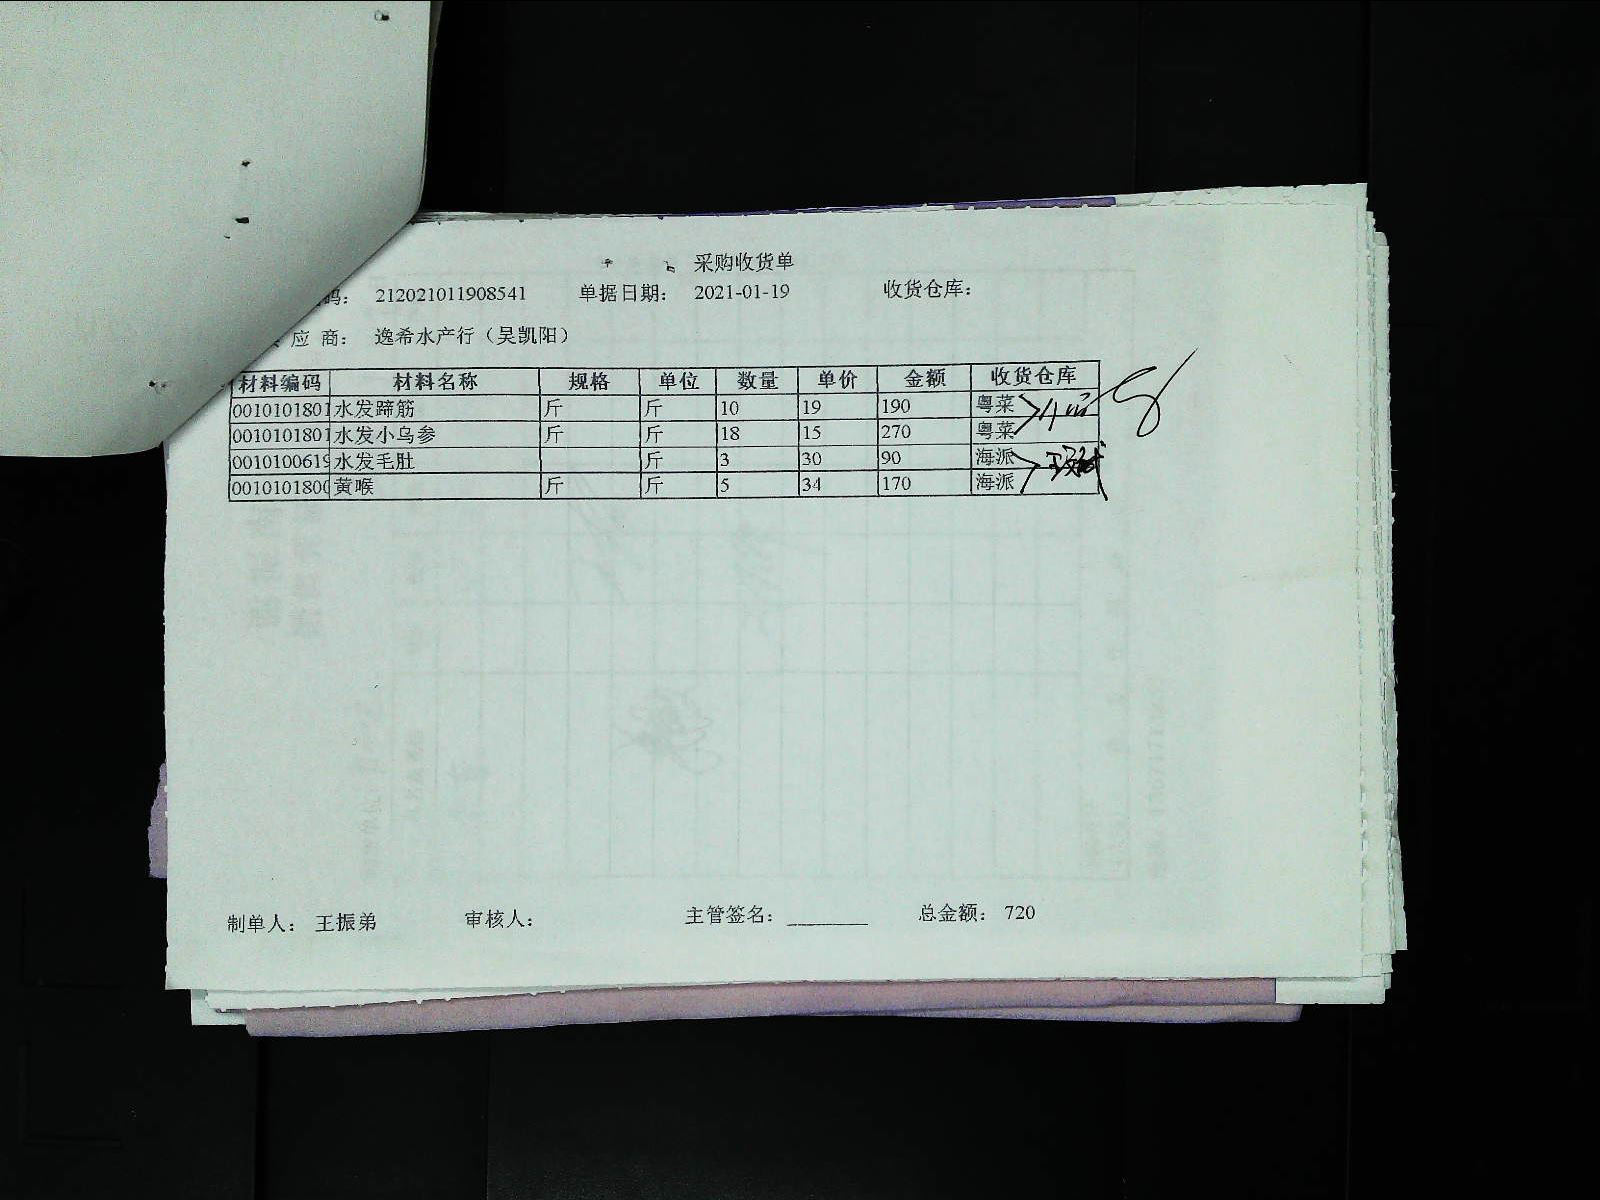 采购收货单
码： 212021011908541 单据日期： 2021-01-19 收货仓库：
应 商： 逸希水产行（吴凯阳）
材料编码 材料名称 规格 单位 数量 单价 金额 收货仓库
0010101801 水发蹄筋 斤 斤 10 19 190 粤菜
0010101801 水发小乌参 斤 斤 18 15 270 粤菜
001010061 水发毛肚 斤 3 30 90 海派
001010180 黄喉 斤 斤 5 34 170 海派
制单人： 王振弟 审核人： 主管签名： ________ 总金额： 720